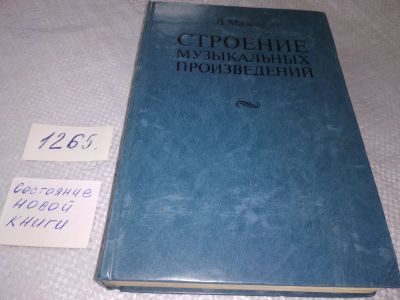 Л. Мазель
СТРОЕНИЕ
МУЗЫКАЛЬНЫХ
ПРОИЗВЕДЕНИЙ
1265.
Состояние
новой
книги